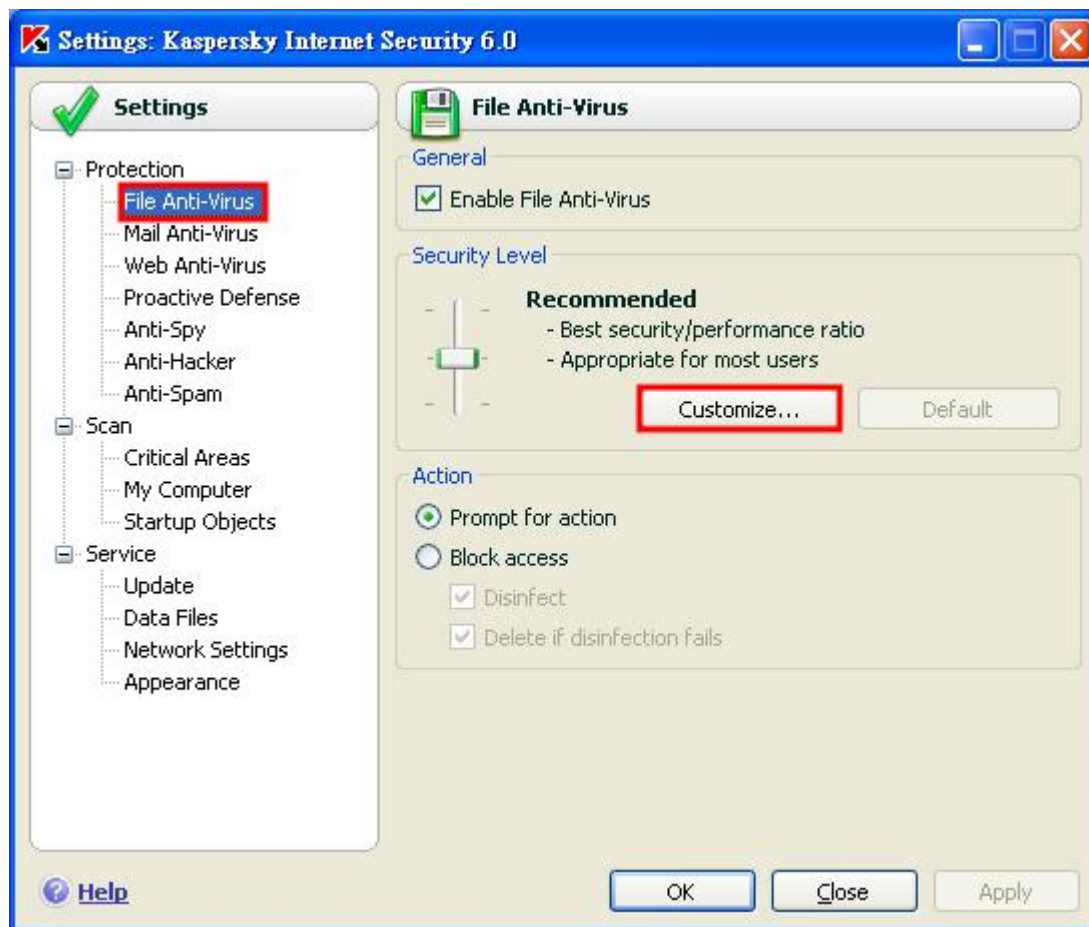 Settings: Kaspersky Internet Security 6.0
Settings
Protection
File Anti-Virus
Mail Anti-Virus
Web Anti-Virus
Proactive Defense
Anti-Spy
Anti-Hacker
Anti-Spam
Scan
Critical Areas
My Computer
Startup Objects
Service
Update
Data Files
Network Settings
Appearance
File Anti-Virus
General
Enable File Anti-Virus
Security Level
Recommended
- Best security/performance ratio
- Appropriate for most users
Customize...
Default
Action
Prompt for action
Block access
Disinfect
Delete if disinfection fails
Help
OK
Close
Apply